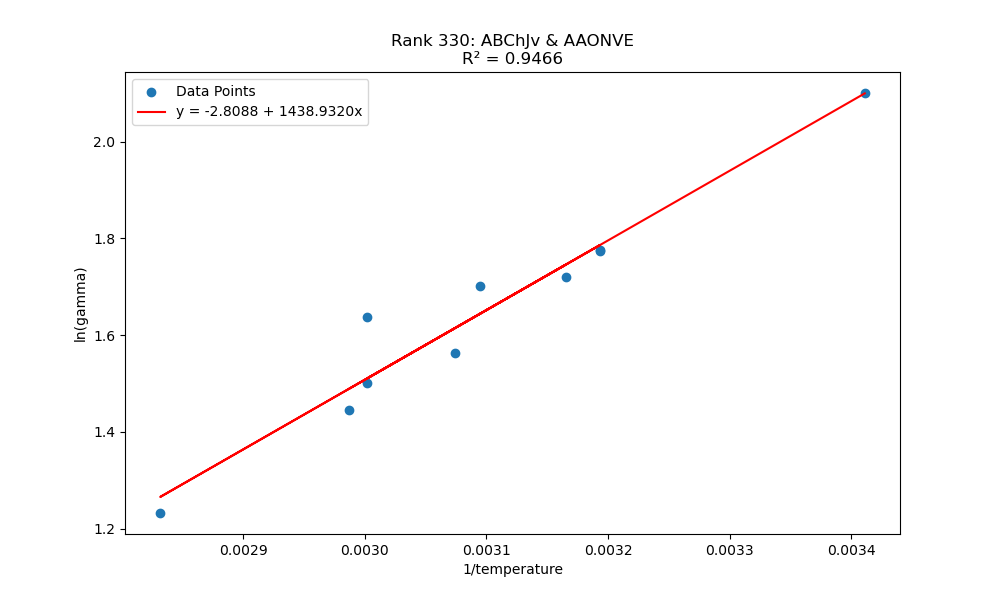 Rank 330: ABChJv & AAONVE
R² = 0.9466
Data Points
y = -2.8088 + 1438.9320x
2.0
1.8
1.6
1.4
1.2
ln(gamma)
0.0029 0.0030 0.0031 0.0032 0.0033 0.0034
1/temperature